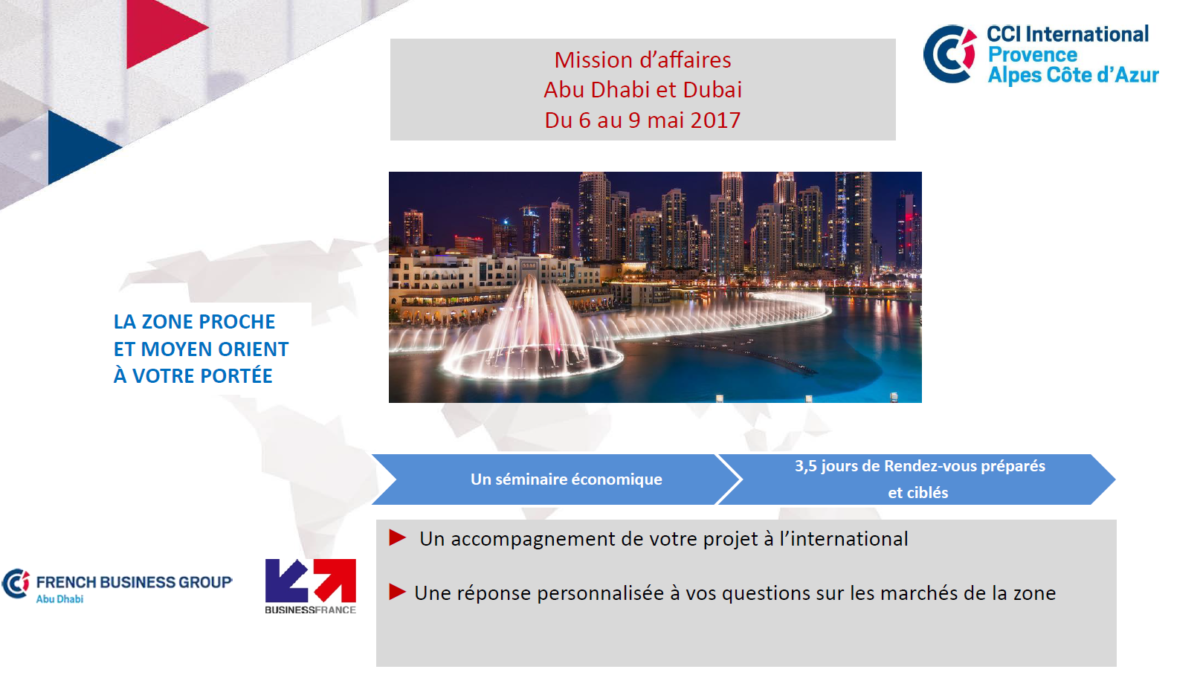 CCI International
Provence
Alpes Côte d'Azur
Mission d'affaires
Abu Dhabi et Dubai
Du 6 au 9 mai 2017
LA ZONE PROCHE
ET MOYEN ORIENT
À VOTRE PORTÉE
Un séminaire économique
3,5 jours de Rendez-vous préparés
et ciblés
Un accompagnement de votre projet à l'international
Une réponse personnalisée à vos questions sur les marchés de la zone
FRENCH BUSINESS GROUP
Abu Dhabi
BUSINESSFRANCE